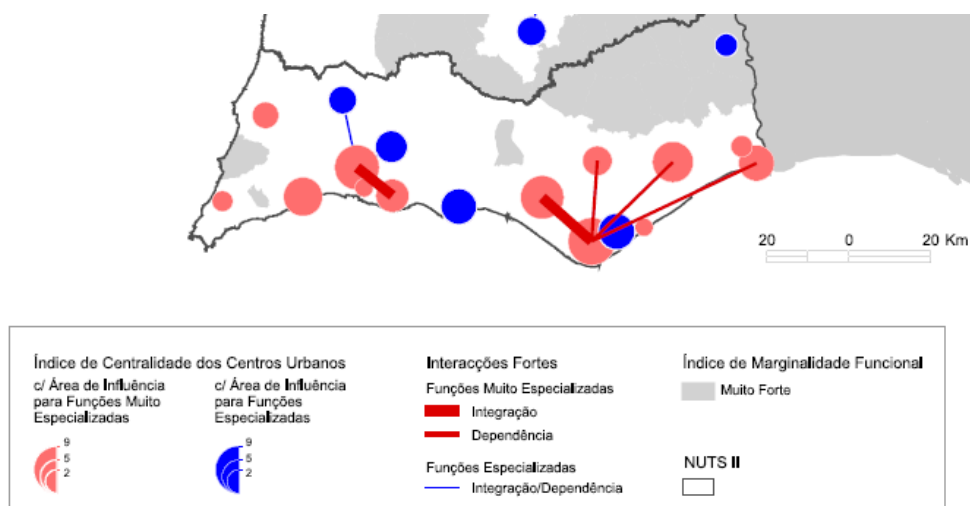 20 0 20 Km
Índice de Centralidade dos Centros Urbanos
c/ Área de Influência
para Funções Muito
Especializadas
9
5
2
c/ Área de Influência
para Funções
Especializadas
9
5
2
Interacções Fortes
Funções Muito Especializadas
Integração
Dependência
Funções Especializadas
Integração/Dependência
Índice de Marginalidade Funcional
Muito Forte
NUTS II